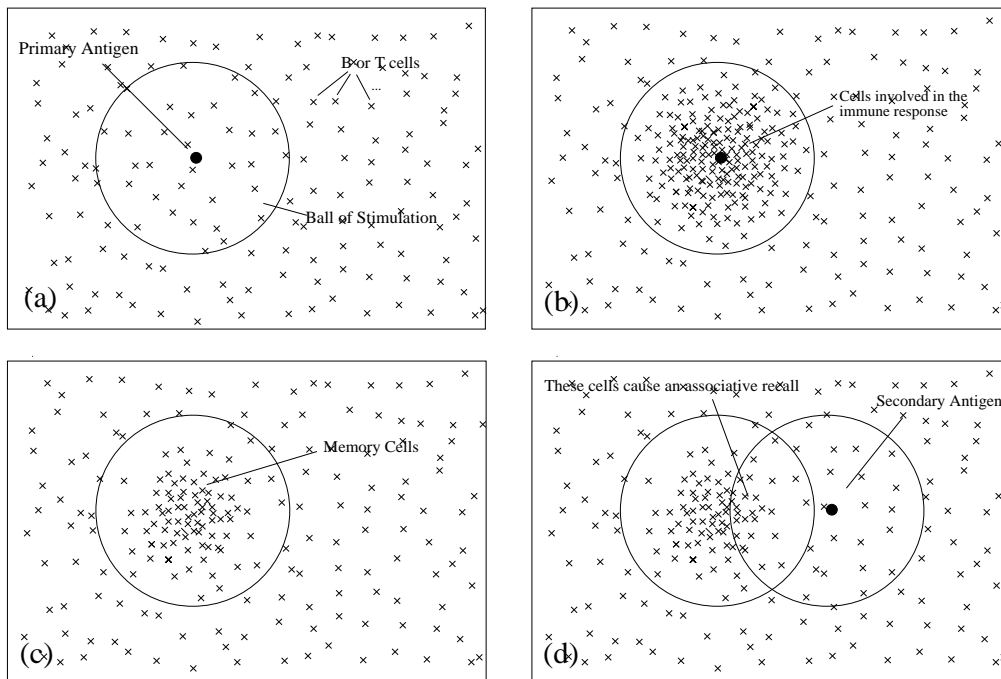 Primary Antigen
B or T cells
...
Ball of Stimulation
(a)
Cells involved in the
immune response
(b)
Memory Cells
(c)
These cells cause an associative recall
Secondary Antigen
(d)